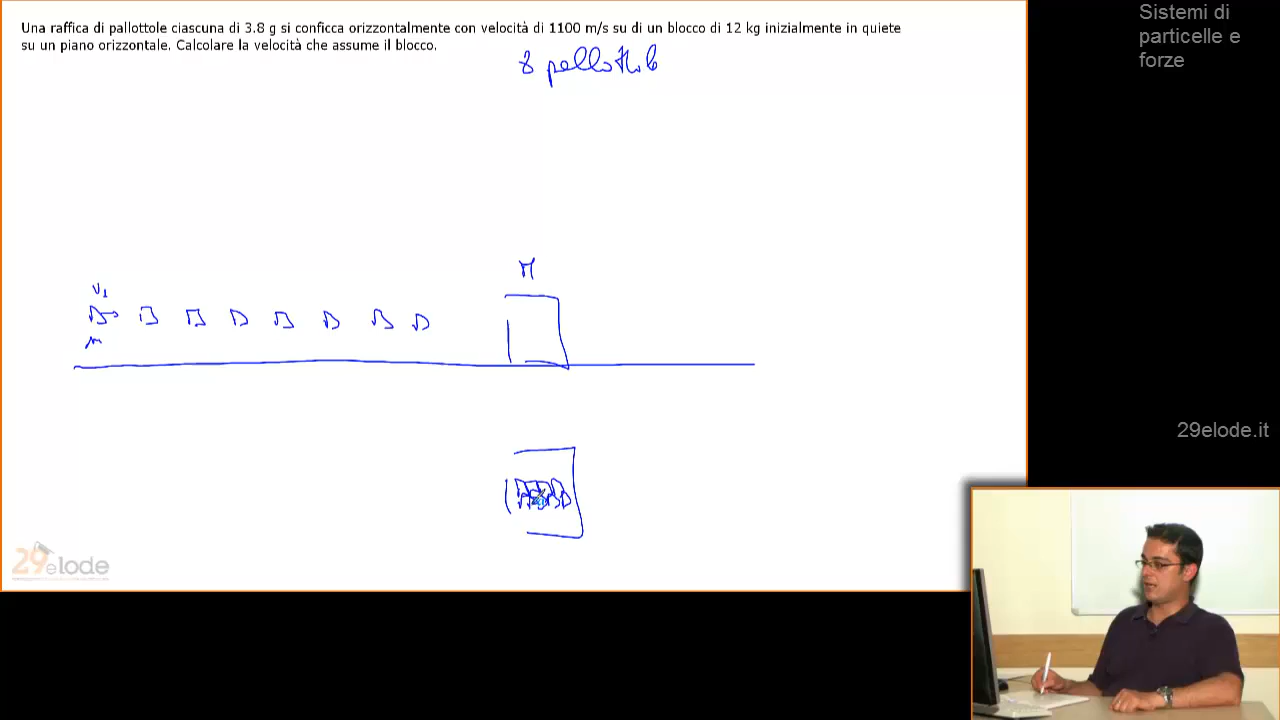 Una raffica di pallottole ciascuna di 3.8 g si conficca orizzontalmente con velocità di 1100 m/s su di un blocco di 12 kg inizialmente in quiete
su un piano orizzontale. Calcolare la velocità che assume il blocco.
8 pallottole
Sistemi di
particelle e
forze
M
v₁
m
29elode.it
29elode